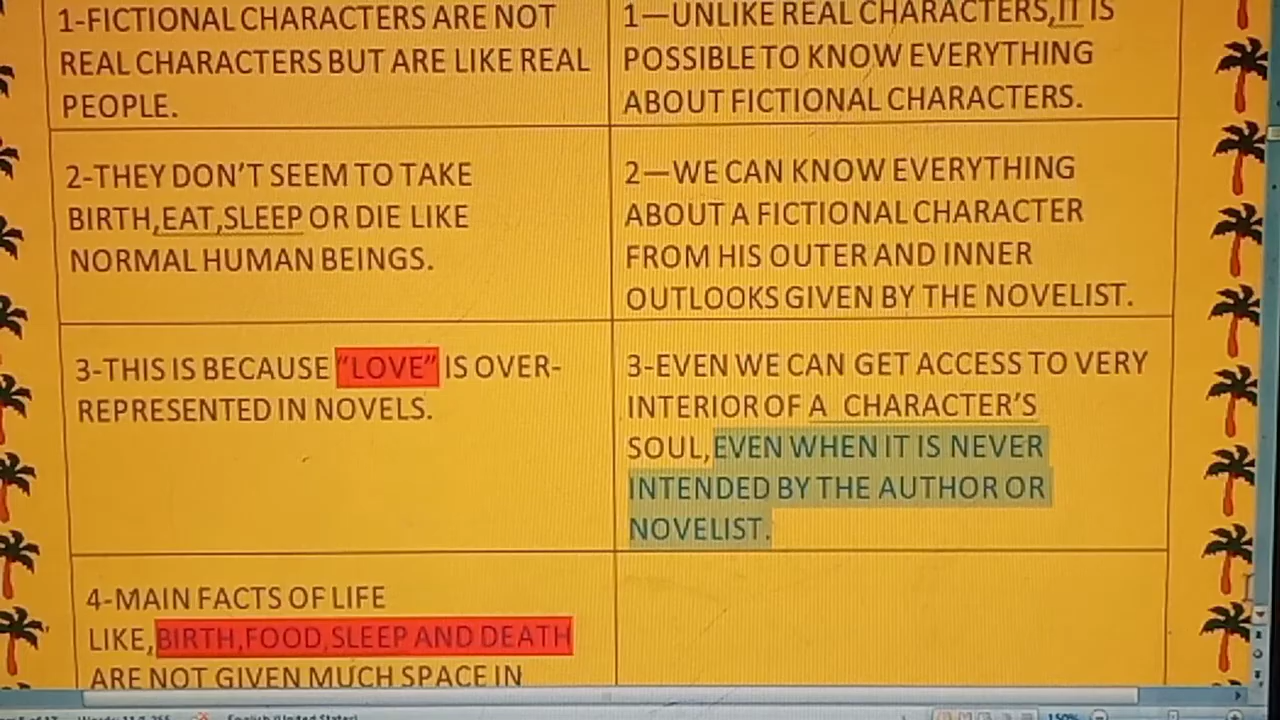 1-FICTIONAL CHARACTERS ARE NOT
REAL CHARACTERS BUT ARE LIKE REAL
PEOPLE.
1—UNLIKE REAL CHARACTERS,IT IS
POSSIBLE TO KNOW EVERYTHING
ABOUT FICTIONAL CHARACTERS.
2-THEY DON'T SEEM TO TAKE
BIRTH,EAT,SLEEP OR DIE LIKE
NORMAL HUMAN BEINGS.
2—WE CAN KNOW EVERYTHING
ABOUT A FICTIONAL CHARACTER
FROM HIS OUTER AND INNER
OUTLOOKS GIVEN BY THE NOVELIST.
3-THIS IS BECAUSE “LOVE” IS OVER-
REPRESENTED IN NOVELS.
3-EVEN WE CAN GET ACCESS TO VERY
INTERIOR OF A CHARACTER'S
SOUL,EVEN WHEN IT IS NEVER
INTENDED BY THE AUTHOR OR
NOVELIST.
4-MAIN FACTS OF LIFE
LIKE,BIRTH,FOOD,SLEEP AND DEATH
ARE NOT GIVEN MUCH SPACE IN
English (United States)
150%